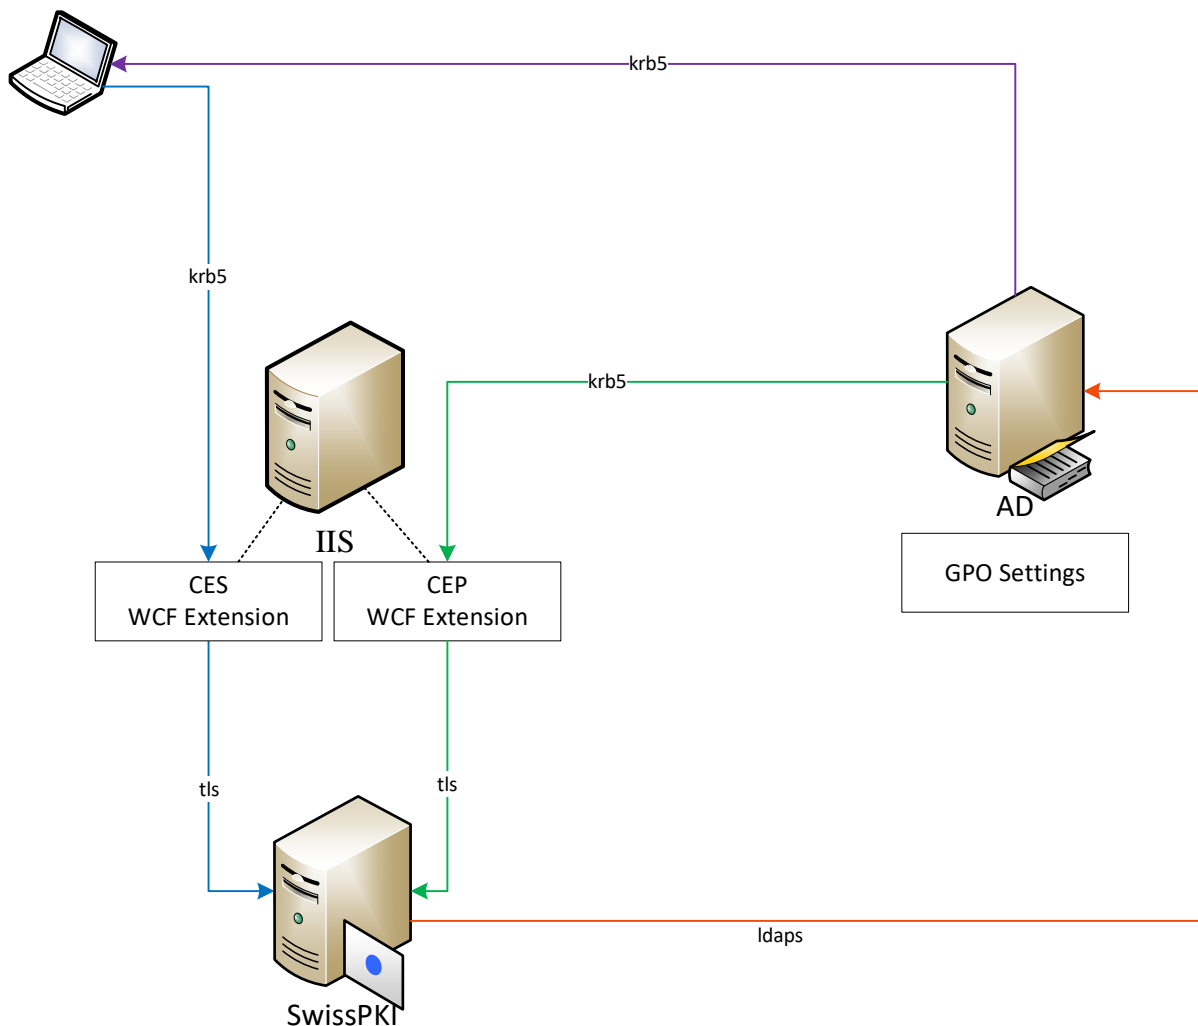 krb5
krb5
krb5
AD
IIS
GPO Settings
CES
WCF Extension
CEP
WCF Extension
tls
tls
ldaps
SwissPKI